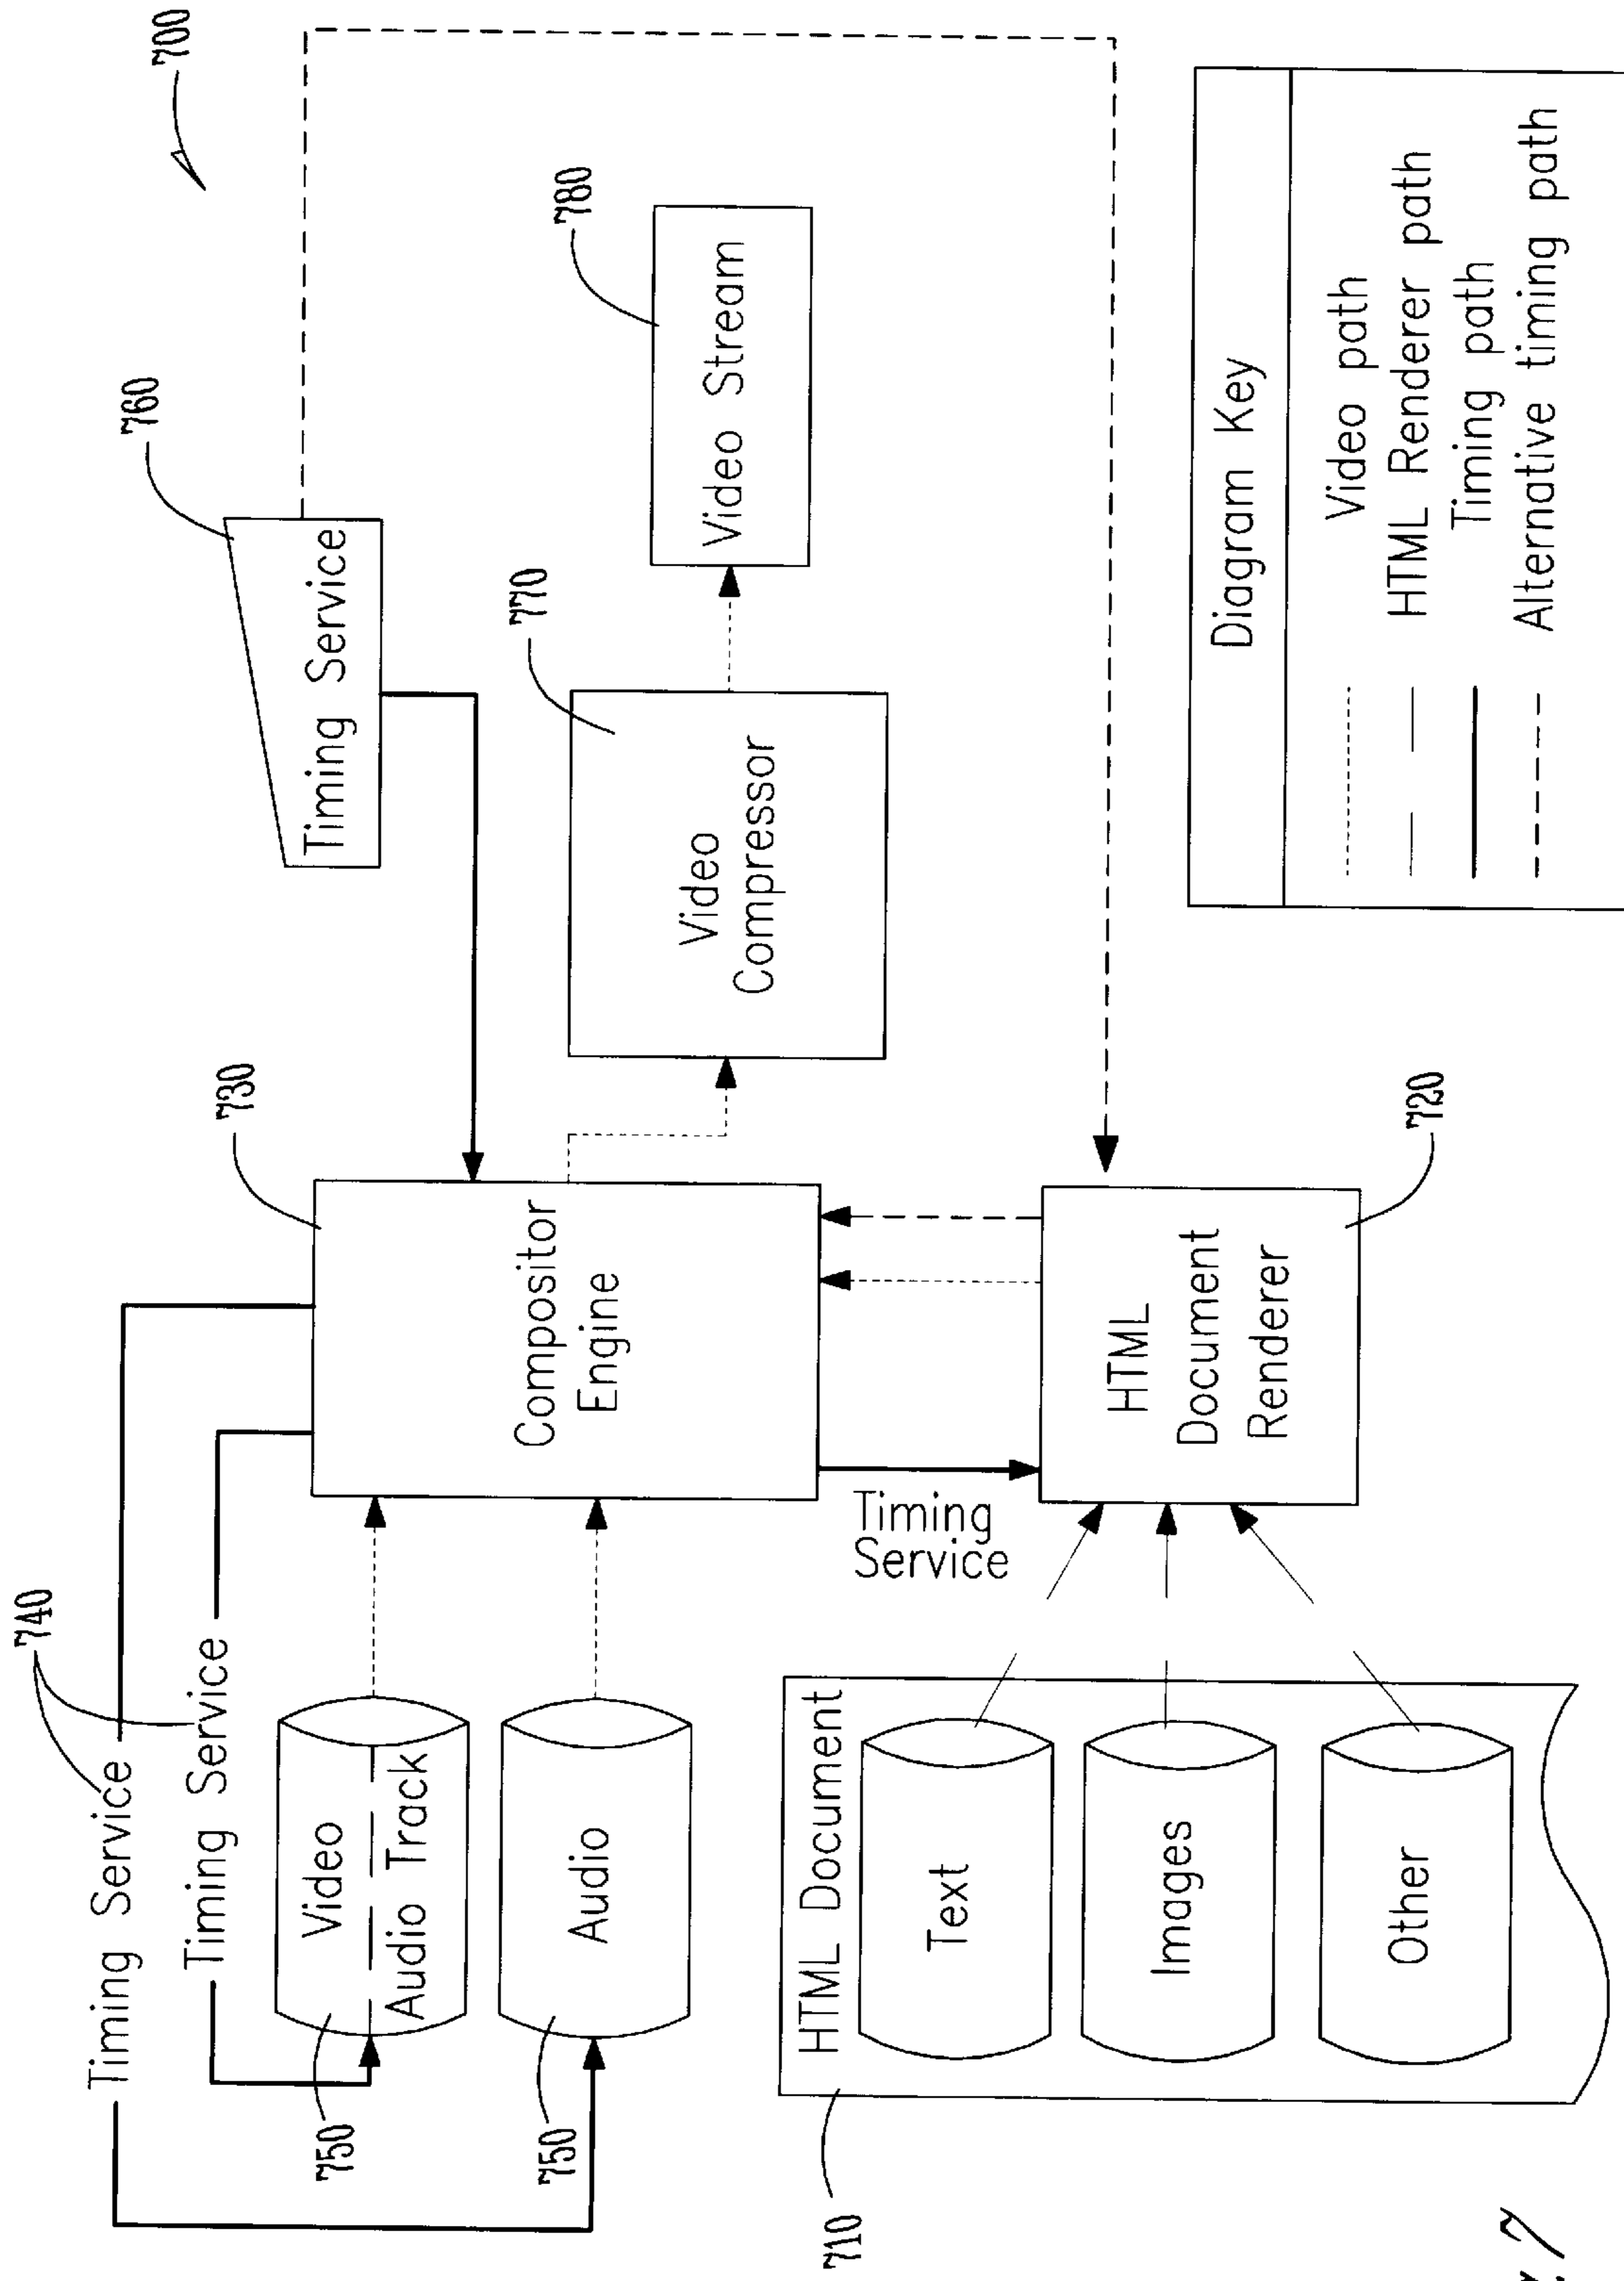 700
Timing Service
740
Timing Service
760
Timing Service
730
Video
Audio Track
750
Audio
750
Compositor
Engine
770
Video
Compressor
780
Video Stream
Timing
Service
710
HTML Document
Text
Images
Other
HTML
Document
Renderer
720
Diagram Key
Video path
HTML Renderer path
Timing path
Alternative timing path
7